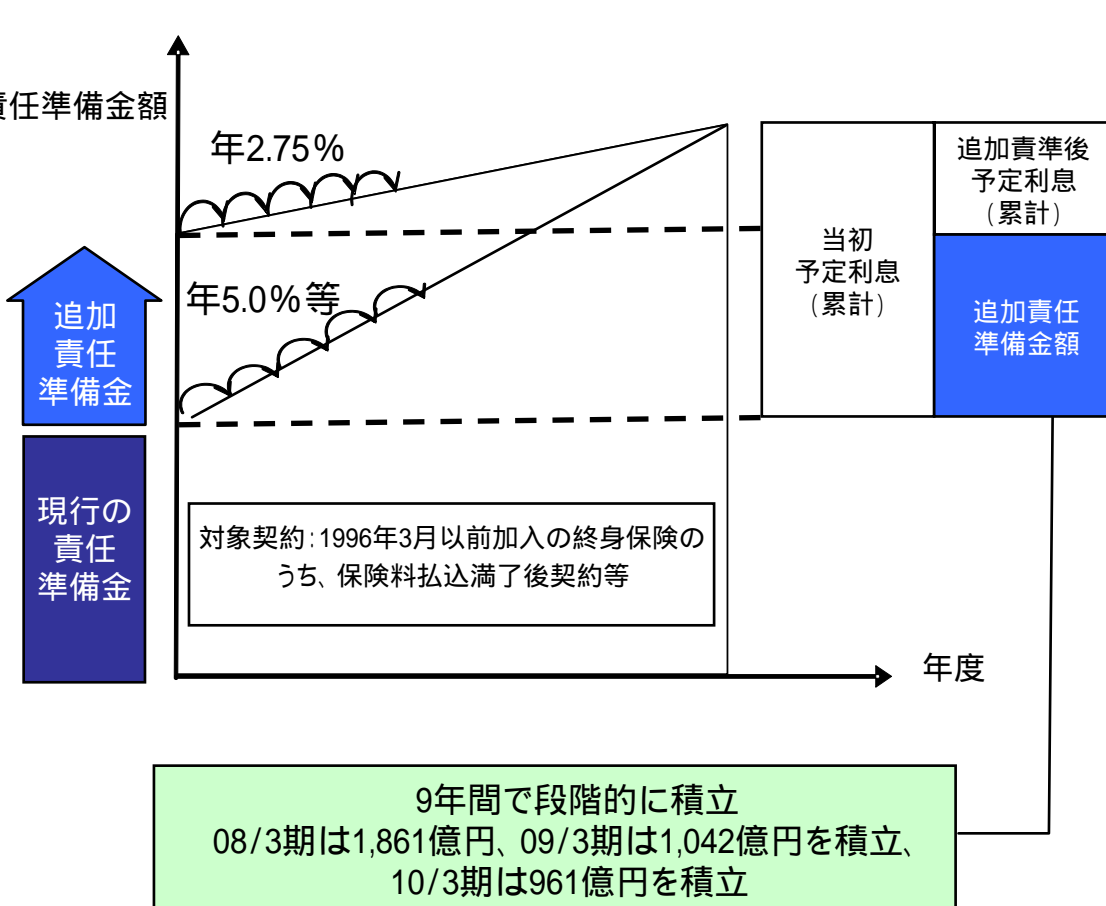 責任準備金額
年2.75%
年5.0%等
追加
責任
準備金
現行の
責任
準備金
対象契約:1996年3月以前加入の終身保険の
うち、保険料払込満了後契約等
当初
予定利息
(累計)
追加責準後
予定利息
(累計)
追加責任
準備金額
年度
9年間で段階的に積立
08/3期は1,861億円、09/3期は1,042億円を積立、
10/3期は961億円を積立